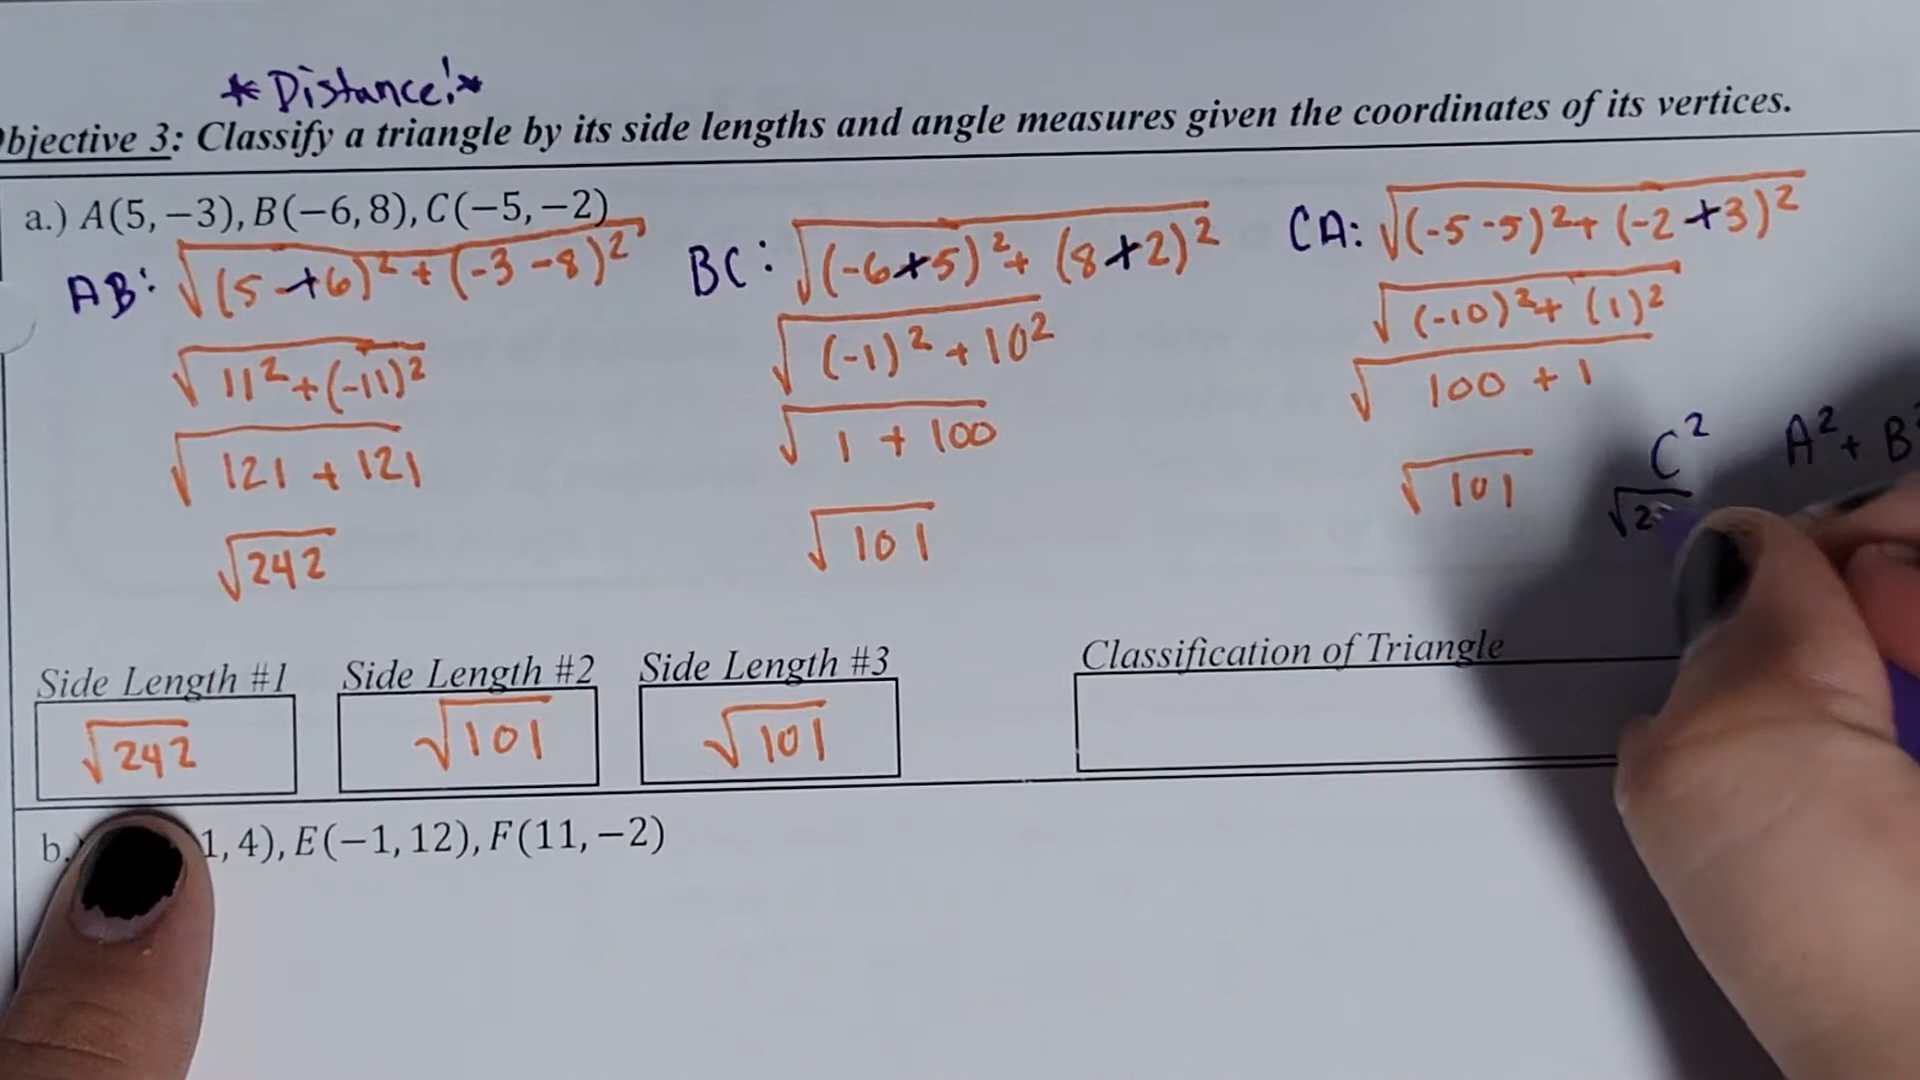 *Distance!*
bjective 3: Classify a triangle by its side lengths and angle measures given the coordinates of its vertices.
a.) A(5, −3), B(−6, 8), C(−5, −2)
AB: √(5+6)² + (-3-8)²
√11² + (-11)²
√121 + 121
√242
BC: √(-6+5)² + (8+2)²
√(-1)² + 10²
√1 + 100
√101
CA: √(-5-5)² + (-2+3)²
√(-10)² + (1)²
√100 + 1
√101
C² A² + B²
√2
Side Length #1 Side Length #2 Side Length #3 Classification of Triangle
√242 √101 √101
b. 1, 4), E(−1, 12), F(11, −2)